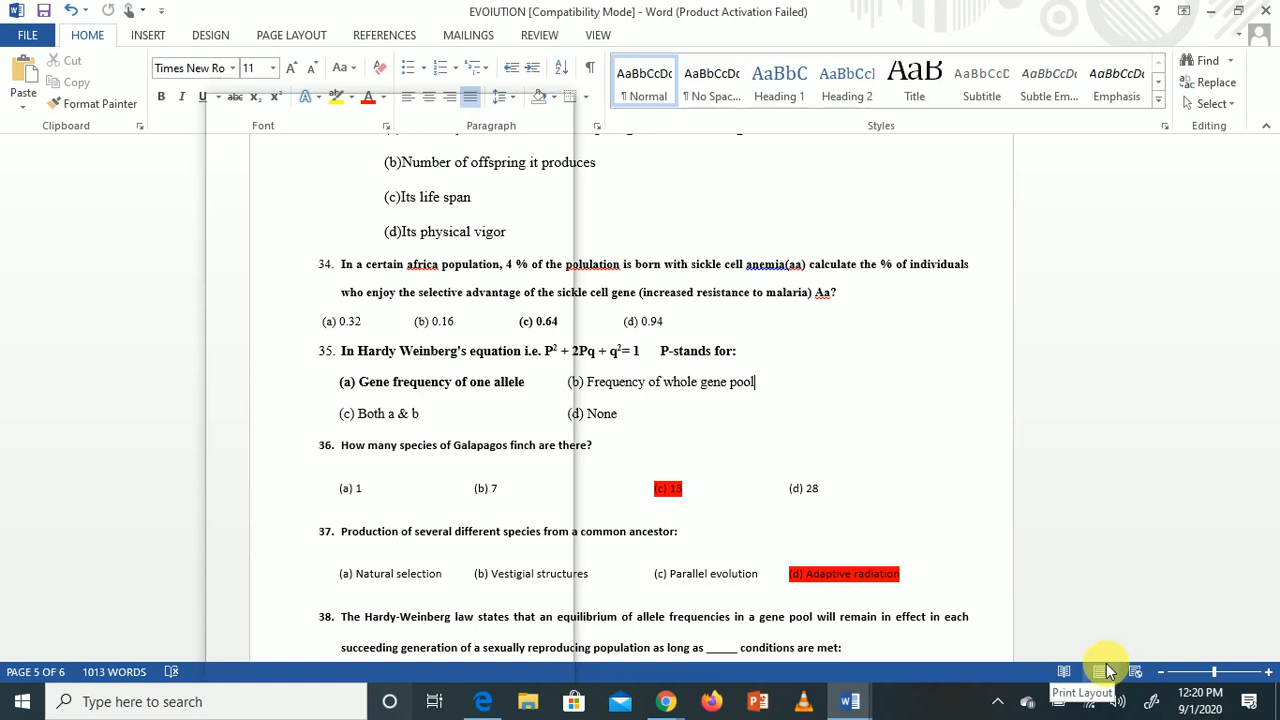 EVOlUTION [Compatibility Mode] - Word (Product Activation Failed)
FILE HOME INSERT DESIGN PAGE LAYOUT REFERENCES MAILINGS REVIEW VIEW
Cut
Copy
Format Painter
Paste
Clipboard
Times New Ro 11
Font
Paragraph
AaBbCcDc AaBbCcDc AaBbC AaBbCcl AaB AaBbCcD AaBbCcDc AaBbCcDc
¶ Normal ¶ No Spac... Heading 1 Heading 2 Title Subtitle Subtle Em... Emphasis
Styles
Find
Replace
Select
Editing
(b)Number of offspring it produces
(c)Its life span
(d)Its physical vigor
34. In a certain africa population, 4 % of the polulation is born with sickle cell anemia(aa) calculate the % of individuals
who enjoy the selective advantage of the sickle cell gene (increased resistance to malaria) Aa?
(a) 0.32 (b) 0.16 (c) 0.64 (d) 0.94
35. In Hardy Weinberg's equation i.e. P² + 2Pq + q²= 1 P-stands for:
(a) Gene frequency of one allele (b) Frequency of whole gene pool
(c) Both a & b (d) None
36. How many species of Galapagos finch are there?
(a) 1 (b) 7 (c) 13 (d) 28
37. Production of several different species from a common ancestor:
(a) Natural selection (b) Vestigial structures (c) Parallel evolution (d) Adaptive radiation
38. The Hardy-Weinberg law states that an equilibrium of allele frequencies in a gene pool will remain in effect in each
succeeding generation of a sexually reproducing population as long as _____ conditions are met:
PAGE 5 OF 6 1013 WORDS
Print Layout
Type here to search
12:20 PM
9/1/2020